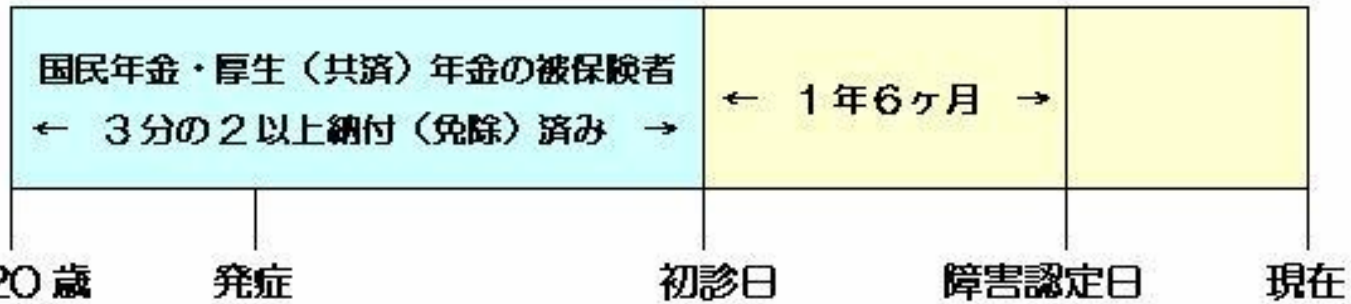 国民年金・厚生（共済）年金の被保険者
← 3分の2以上納付（免除）済み →
← 1年6ヶ月 →
20歳 発症 初診日 障害認定日 現在